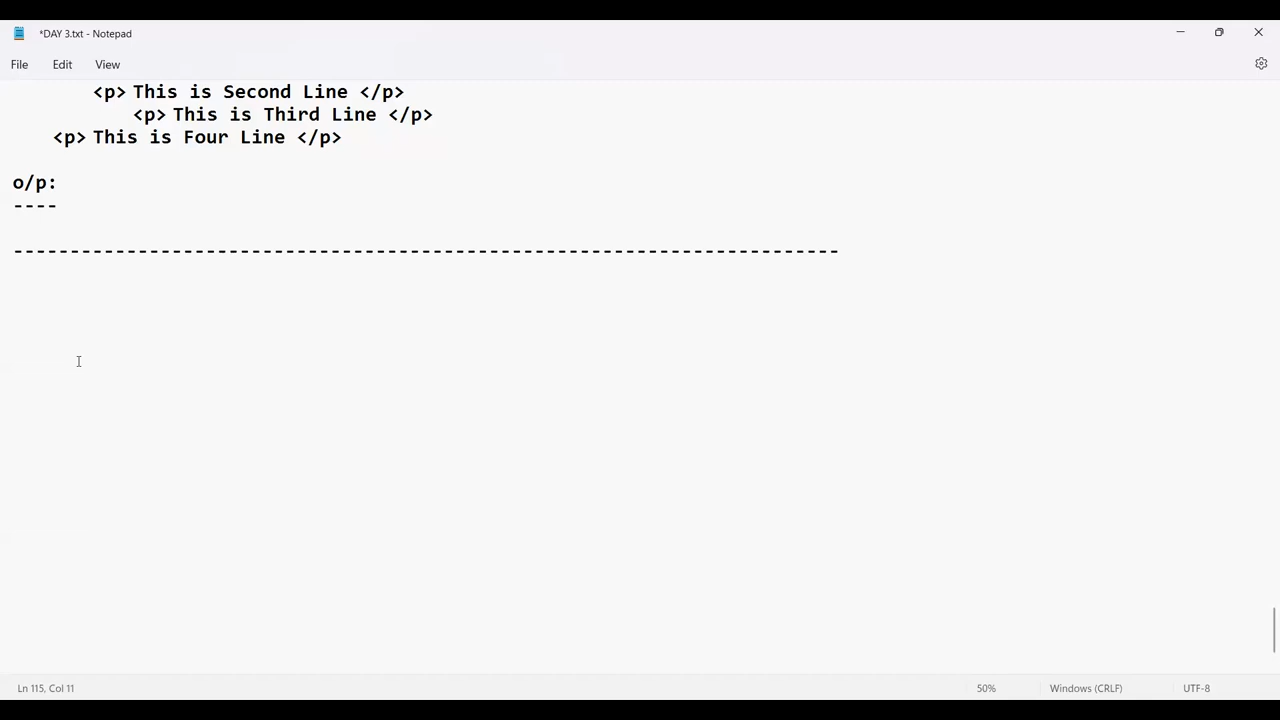 *DAY 3.txt - Notepad
File Edit View
<p> This is Second Line </p>
<p> This is Third Line </p>
<p> This is Four Line </p>
o/p:
----
-------------------------------------------------------------------------
Ln 115, Col 11 50% Windows (CRLF) UTF-8